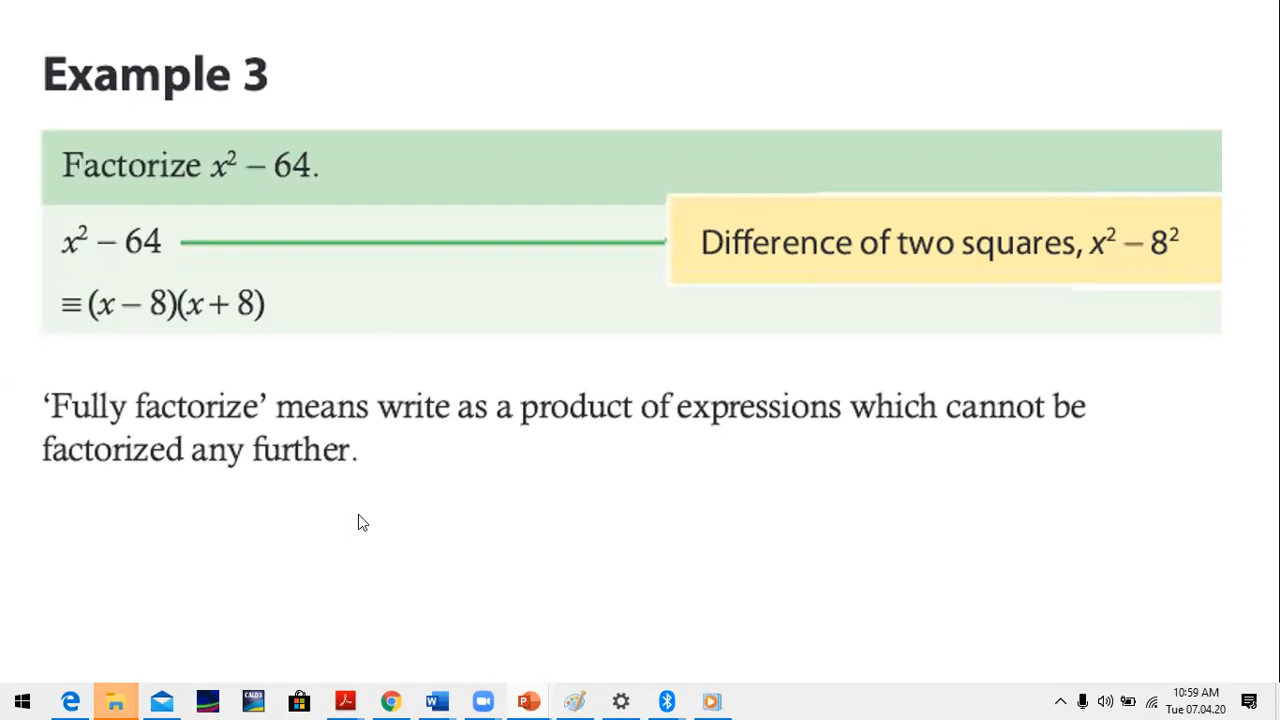 Example 3
Factorize x² – 64.
x² – 64
Difference of two squares, x² – 8²
≡ (x – 8)(x + 8)
‘Fully factorize’ means write as a product of expressions which cannot be
factorized any further.
CALD3
10:59 AM
Tue 07.04.20